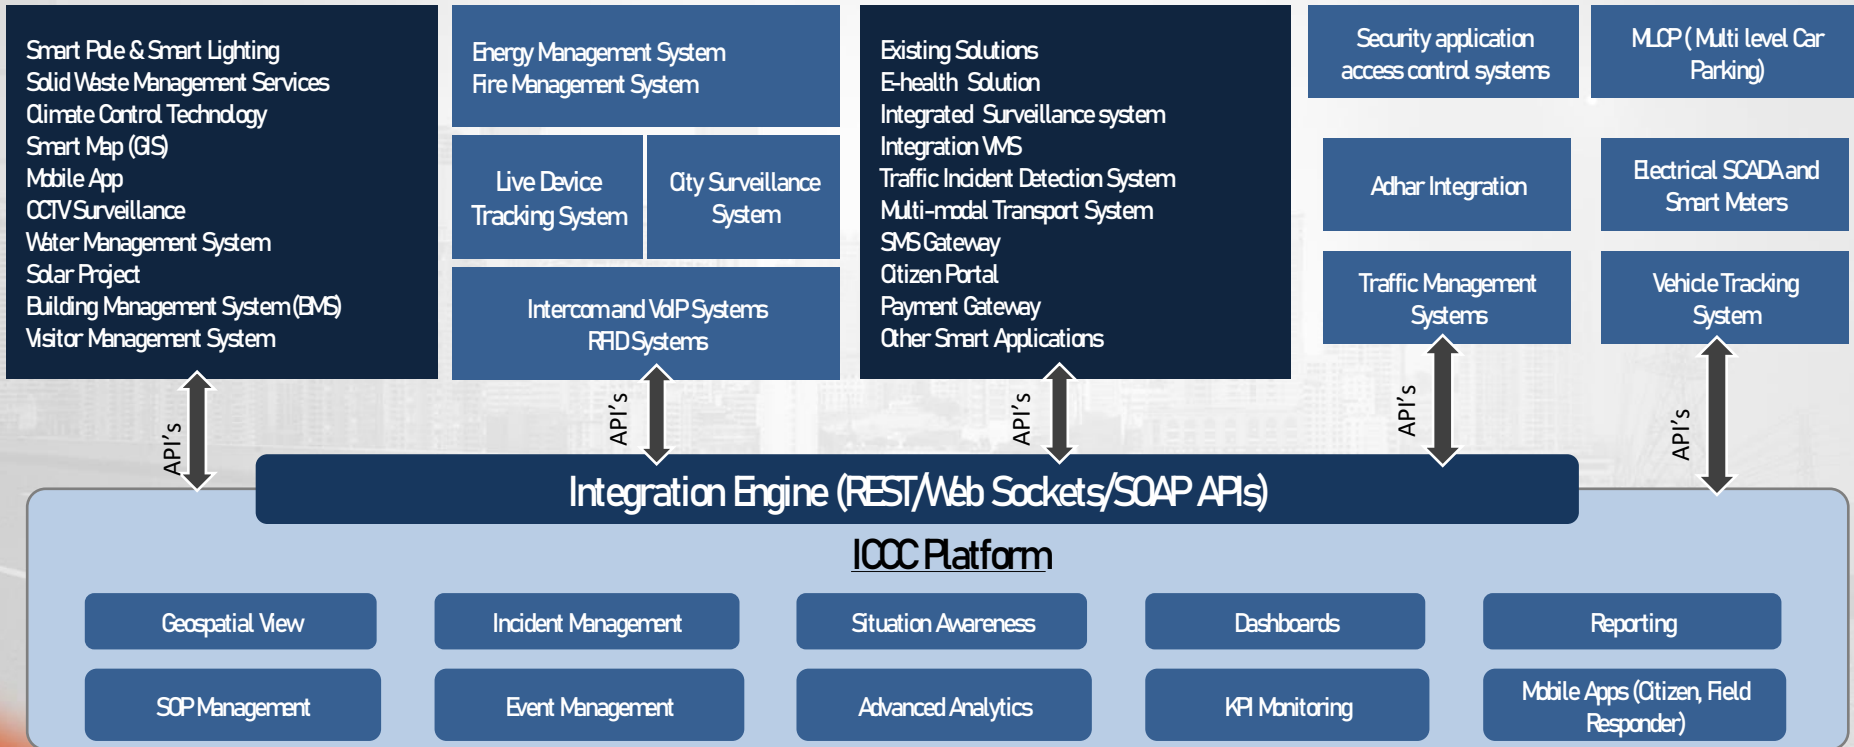 Smart Pole & Smart Lighting
Solid Waste Management Services
Climate Control Technology
Smart Map (GIS)
Mobile App
CCTV Surveillance
Water Management System
Solar Project
Building Management System (BMS)
Visitor Management System
Energy Management System
Fire Management System
Live Device
Tracking System
City Surveillance
System
Intercom and VoIP Systems
RFID Systems
Existing Solutions
E-health Solution
Integrated Surveillance system
Integration VMS
Traffic Incident Detection System
Multi-modal Transport System
SMS Gateway
Citizen Portal
Payment Gateway
Other Smart Applications
Security application
access control systems
MLCP ( Multi level Car
Parking)
Adhar Integration
Electrical SCADA and
Smart Meters
Traffic Management
Systems
Vehicle Tracking
System
API's
API's
API's
API's
API's
Integration Engine (REST/Web Sockets/SOAP APIs)
ICCC Platform
Geospatial View
Incident Management
Situation Awareness
Dashboards
Reporting
SOP Management
Event Management
Advanced Analytics
KPI Monitoring
Mobile Apps (Citizen, Field
Responder)